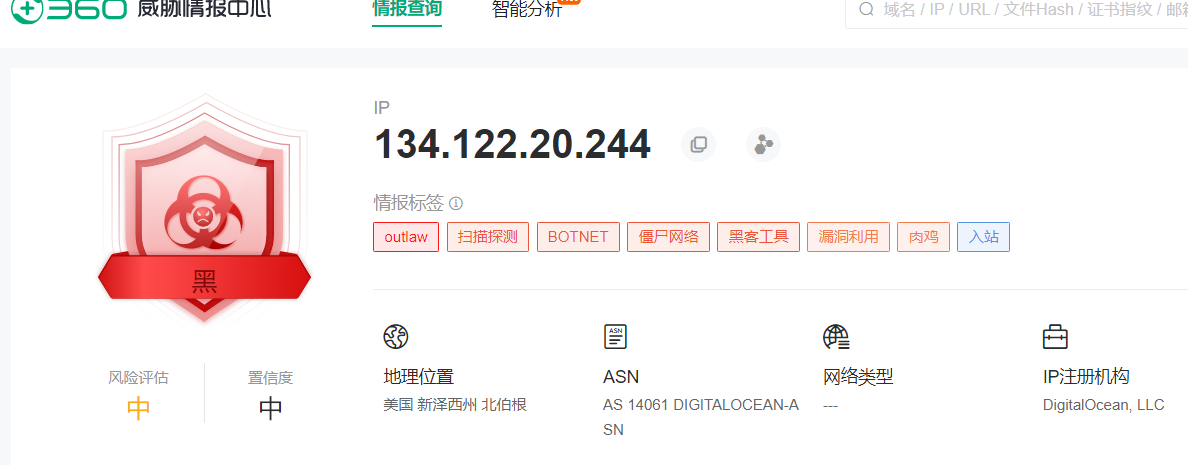 360 威胁情报中心
情报查询
智能分析
域名 / IP / URL / 文件Hash / 证书指纹 / 邮箱
IP
134.122.20.244
情报标签
outlaw
扫描探测
BOTNET
僵尸网络
黑客工具
漏洞利用
肉鸡
入站
黑
风险评估
中
置信度
中
地理位置
美国 新泽西州 北伯根
ASN
ASN
AS 14061 DIGITALOCEAN-A
SN
网络类型
---
IP注册机构
DigitalOcean, LLC